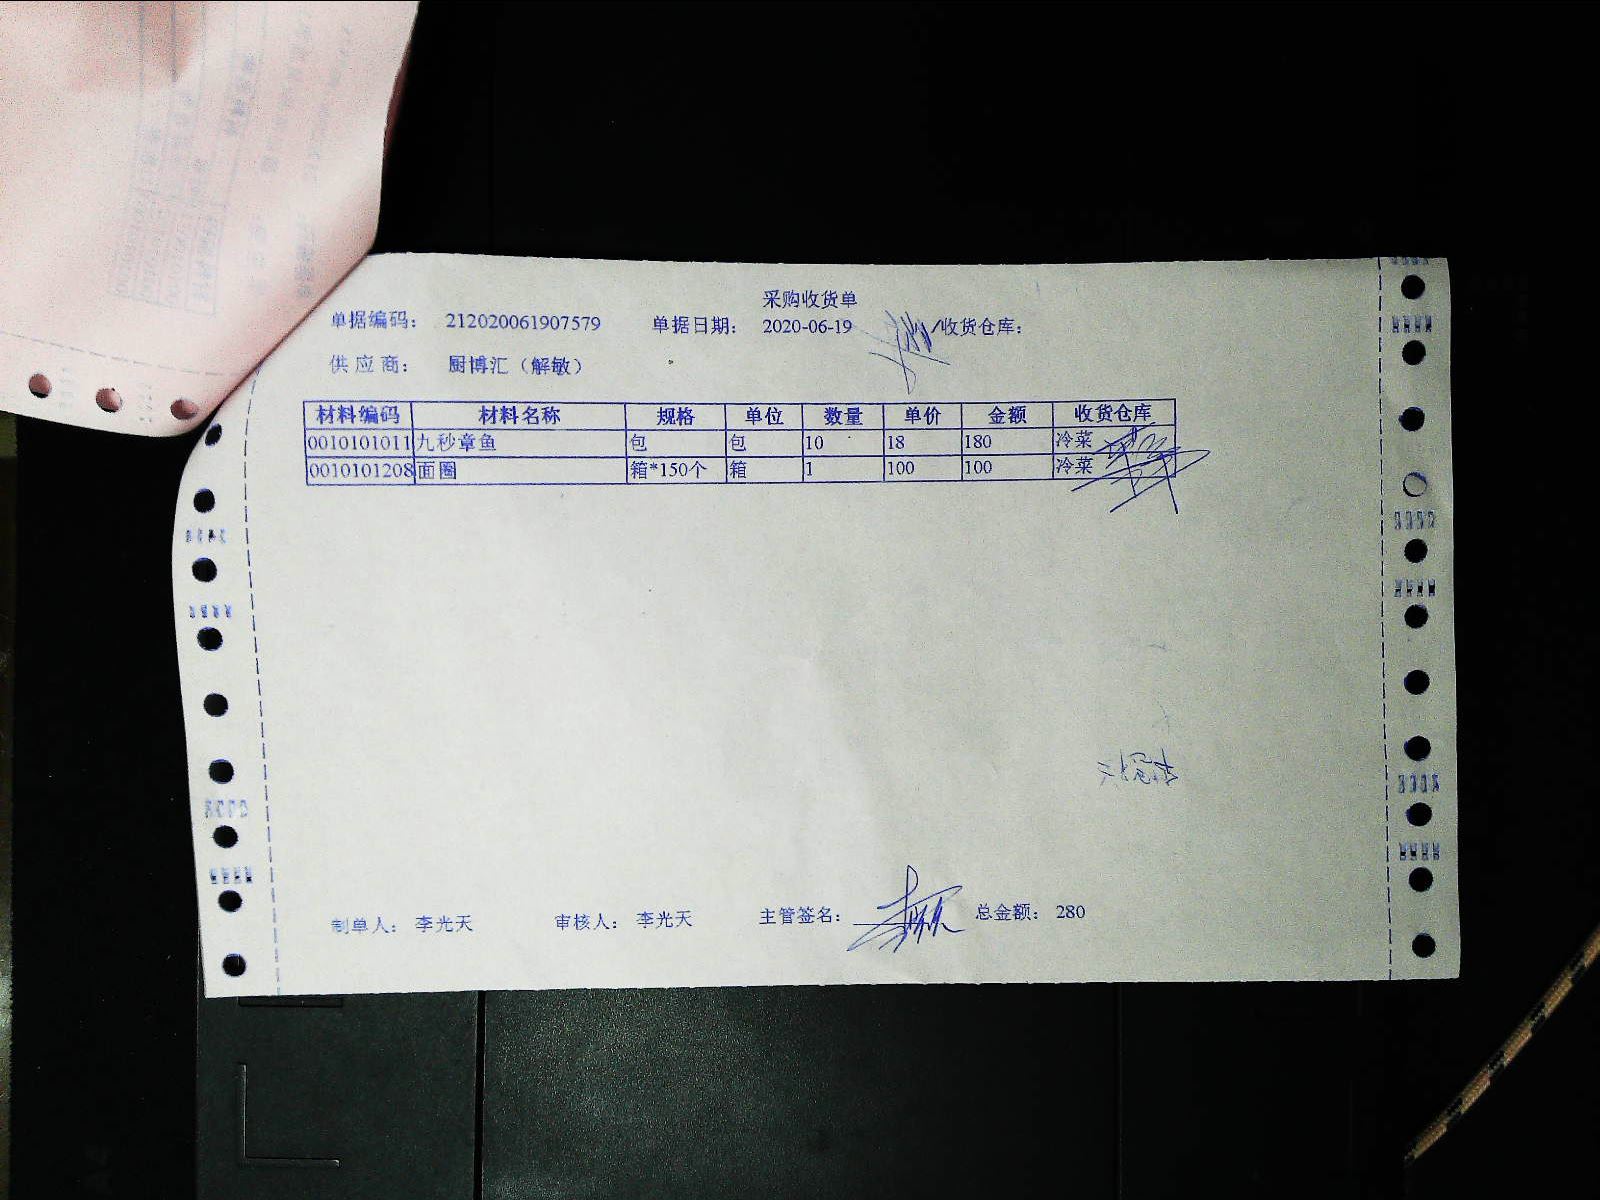 采购收货单
单据编码： 212020061907579 单据日期： 2020-06-19 收货仓库：
供应商： 厨博汇（解敏）
材料编码 材料名称 规格 单位 数量 单价 金额 收货仓库
0010101011 九秒章鱼 包 包 10 18 180 冷菜
0010101208 面圈 箱*150个 箱 1 100 100 冷菜
制单人： 李光天 审核人： 李光天 主管签名： 总金额： 280